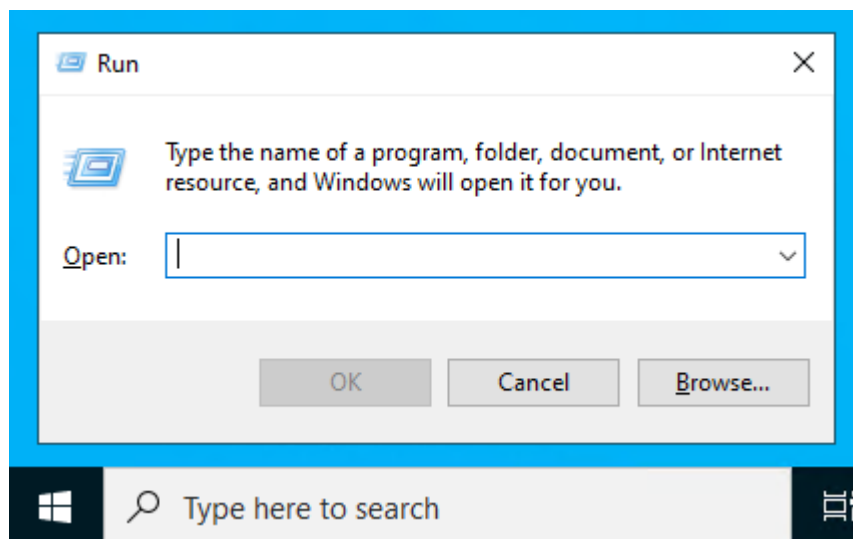 Run
Type the name of a program, folder, document, or Internet
resource, and Windows will open it for you.
Open:
OK
Cancel
Browse...
Type here to search